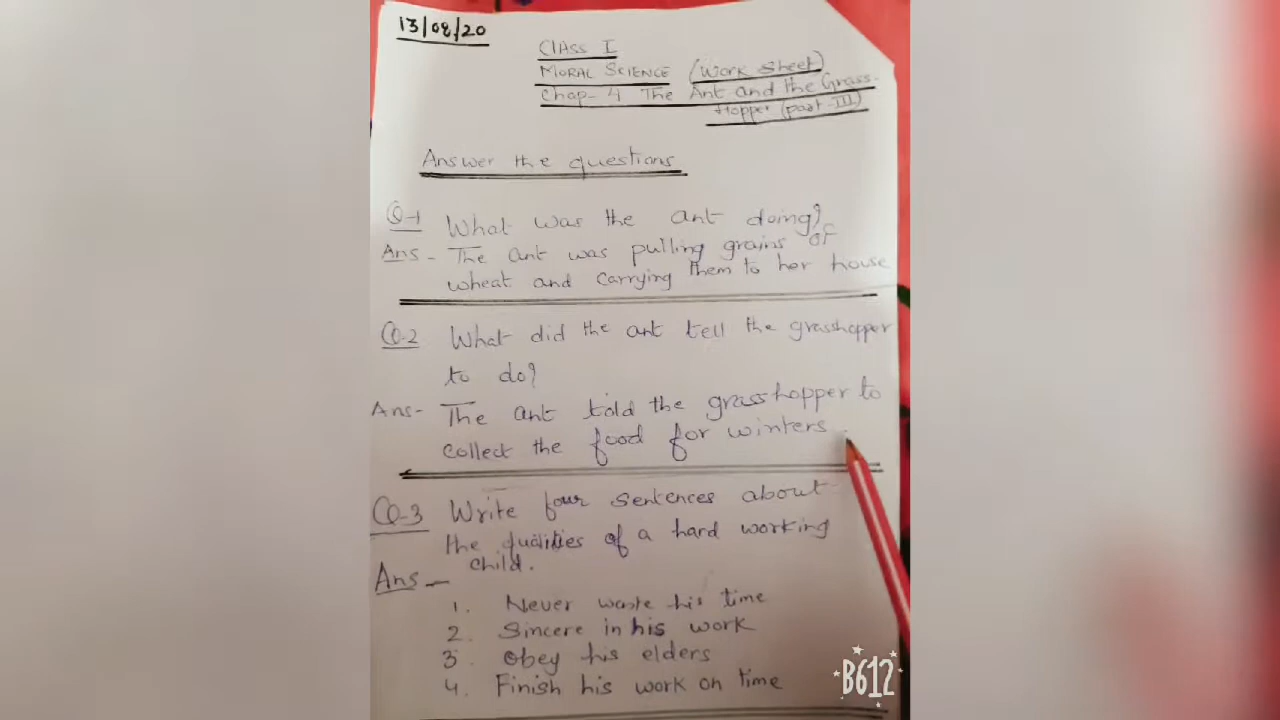 13/08/20
Class I
Moral Science (Work Sheet)
Chap-4 The Ant and the Grass-
Hopper (part-III)
Answer the questions
Q-1 What was the ant doing?
Ans - The ant was pulling grains of
wheat and carrying them to her house
Q.2 What did the ant tell the grasshopper
to do?
Ans- The ant told the grasshopper to
collect the food for winters.
Q-3 Write four sentences about
the qualities of a hard working
child.
Ans -
1. Never waste his time
2. Sincere in his work
3. Obey his elders
4. Finish his work on time
B612